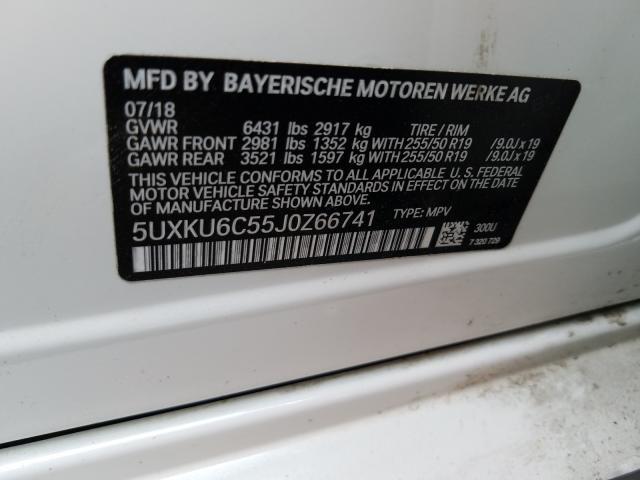 MFD BY BAYERISCHE MOTOREN WERKE AG
07/18
GVWR 6431 lbs 2917 kg TIRE / RIM
GAWR FRONT 2981 lbs 1352 kg WITH 255/50 R19 /9.0J x 19
GAWR REAR 3521 lbs 1597 kg WITH 255/50 R19 /9.0J x 19
THIS VEHICLE CONFORMS TO ALL APPLICABLE U. S. FEDERAL
MOTOR VEHICLE SAFETY STANDARDS IN EFFECT ON THE DATE
OF MANUFACTURE SHOWN ABOVE.
5UXKU6C55J0Z66741 TYPE: MPV
300U
7 320 729